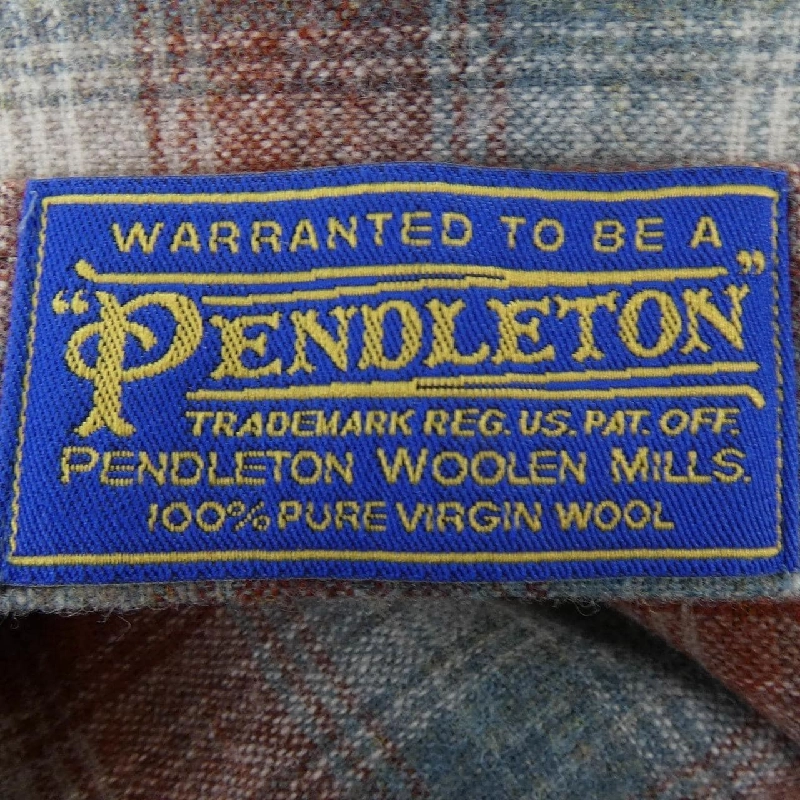 WARRANTED TO BE A
“PENDLETON”
TRADEMARK REG. US. PAT. OFF.
PENDLETON WOOLEN MILLS.
100% PURE VIRGIN WOOL